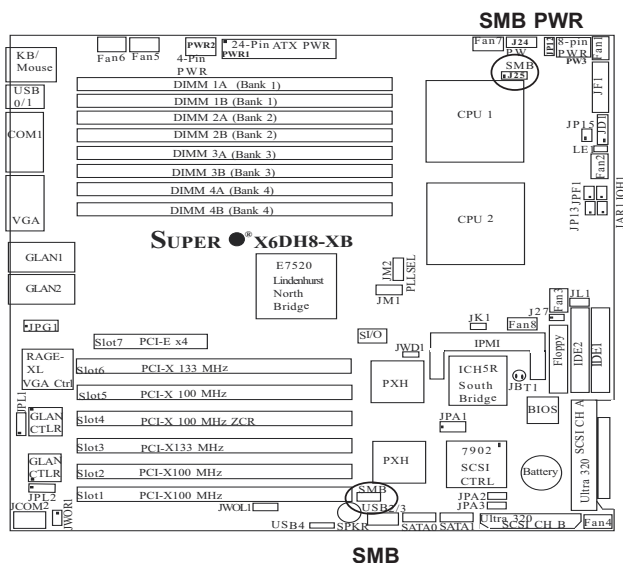 SMB PWR
Fan6
Fan5
PWR2
4-Pin
PWR
24-Pin ATX PWR
PWR1
Fan7
J24
PW
SMB
J25
JP12
8-pin
PWR
PW3
Fan1
KB/
Mouse
USB
0/1
COM1
VGA
GLAN1
GLAN2
DIMM 1A (Bank 1)
DIMM 1B (Bank 1)
DIMM 2A (Bank 2)
DIMM 2B (Bank 2)
DIMM 3A (Bank 3)
DIMM 3B (Bank 3)
DIMM 4A (Bank 4)
DIMM 4B (Bank 4)
CPU 1
CPU 2
JF1
JP15
JD1
LE1
Fan2
JPF1
JP13
JAR1
JOH1
SUPER ®X6DH8-XB
E7520
Lindenhurst
North
Bridge
JM2
PLLSEL
JM1
JPG1
Slot7 PCI-E x4
SI/O
JK1
Fan8
J27
Fan3
JL1
IPMI
Floppy
IDE2
IDE1
RAGE-
XL
VGA Ctrl
JPL1
GLAN
CTLR
GLAN
CTLR
JPL2
JCOM2
JWOR1
Slot6 PCI-X 133 MHz
Slot5 PCI-X 100 MHz
Slot4 PCI-X 100 MHz ZCR
Slot3 PCI-X133 MHz
Slot2 PCI-X100 MHz
Slot1 PCI-X100 MHz
JWD1
PXH
ICH5R
South
Bridge
JBT1
BIOS
JPA1
PXH
7902
SCSI
CTRL
Battery
Ultra 320 SCSI CH A
JPA2
JPA3
SMB
USB2/3
JWOL1
USB4
SPKR
SATA0
SATA1
Ultra 320
SCSI CH B
Fan4
SMB